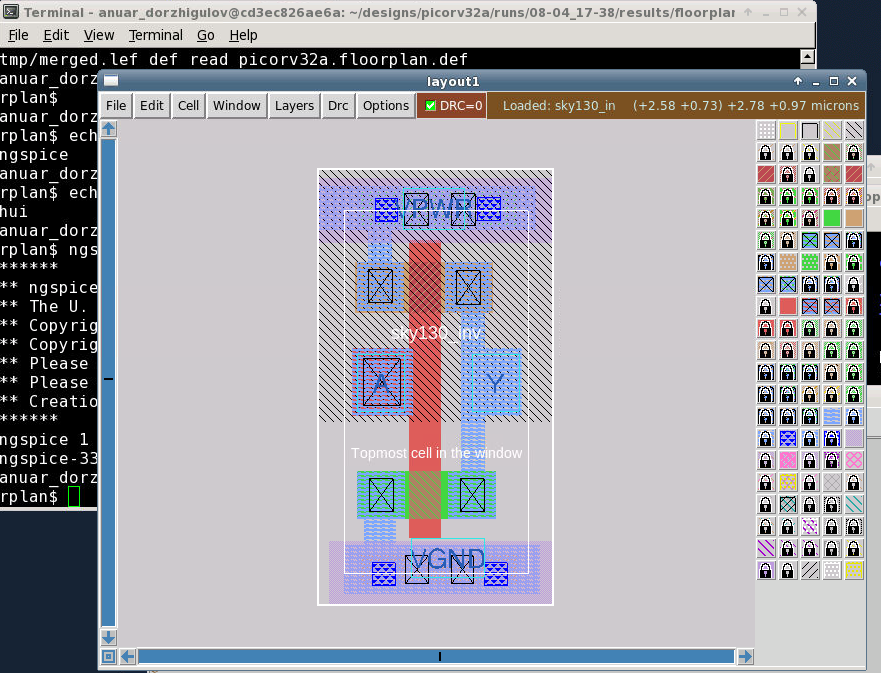 Terminal - anuar_dorzhigulov@cd3ec826ae6a: ~/designs/picorv32a/runs/08-04_17-38/results/floorplan
File Edit View Terminal Go Help
tmp/merged.lef def read picorv32a.floorplan.def
anuar_dorz
rplan$
anuar_dorz
rplan$ ech
ngspice
anuar_dorz
rplan$ ech
hui
anuar_dorz
rplan$ ngs
******
** ngspice
** The U.
** Copyrig
** Copyrig
** Please
** Please
** Creatio
******
ngspice 1
ngspice-33
anuar_dorz
rplan$
layout1
File Edit Cell Window Layers Drc Options DRC=0 Loaded: sky130_in (+2.58 +0.73) +2.78 +0.97 microns
VPWR
sky130_inv
A Y
Topmost cell in the window
VGND